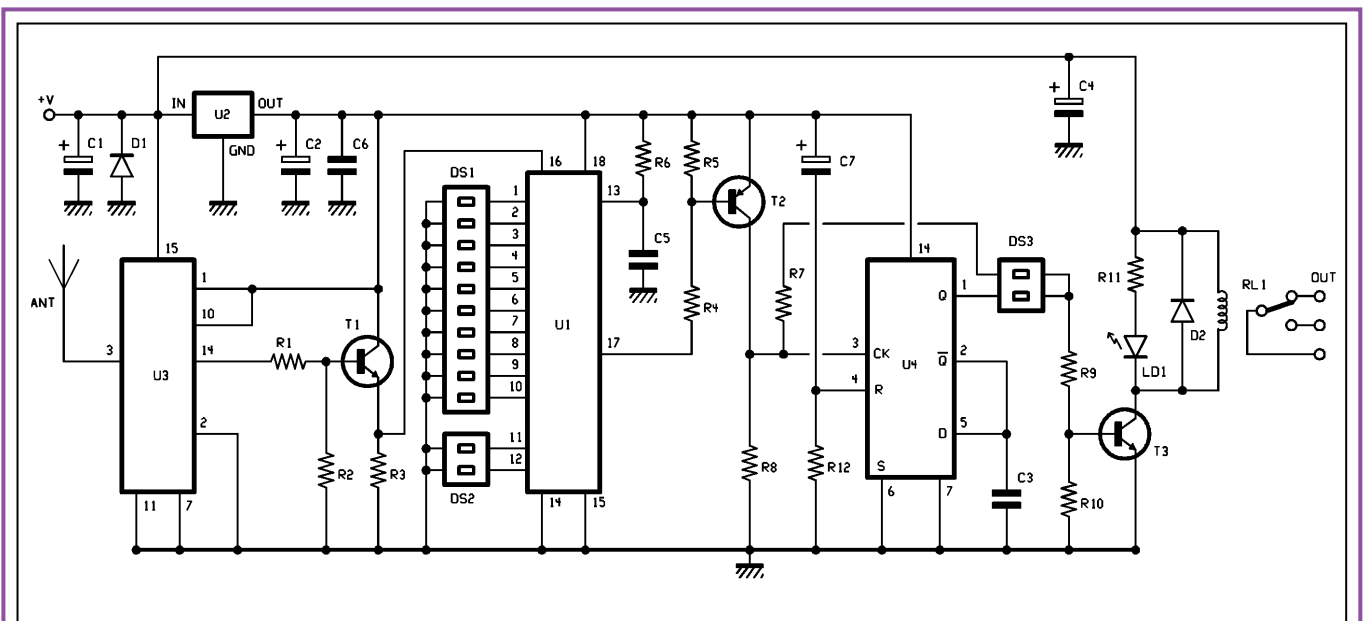 +V
IN
U2
OUT
GND
C1
D1
C2
C6
C4
+
+
+
+
ANT
15
1
10
14
3
U3
2
11
7
R1
T1
R2
R3
DS1
DS2
16
18
1
2
3
4
5
6
7
8
9
10
11
12
U1
13
17
14
15
R6
R5
C5
R4
T2
C7
R7
R8
R12
14
3
CK
4
R
U4
Q
1
Q̅
2
D
5
S
6
7
C3
DS3
R9
R10
R11
LD1
D2
T3
RL1
OUT